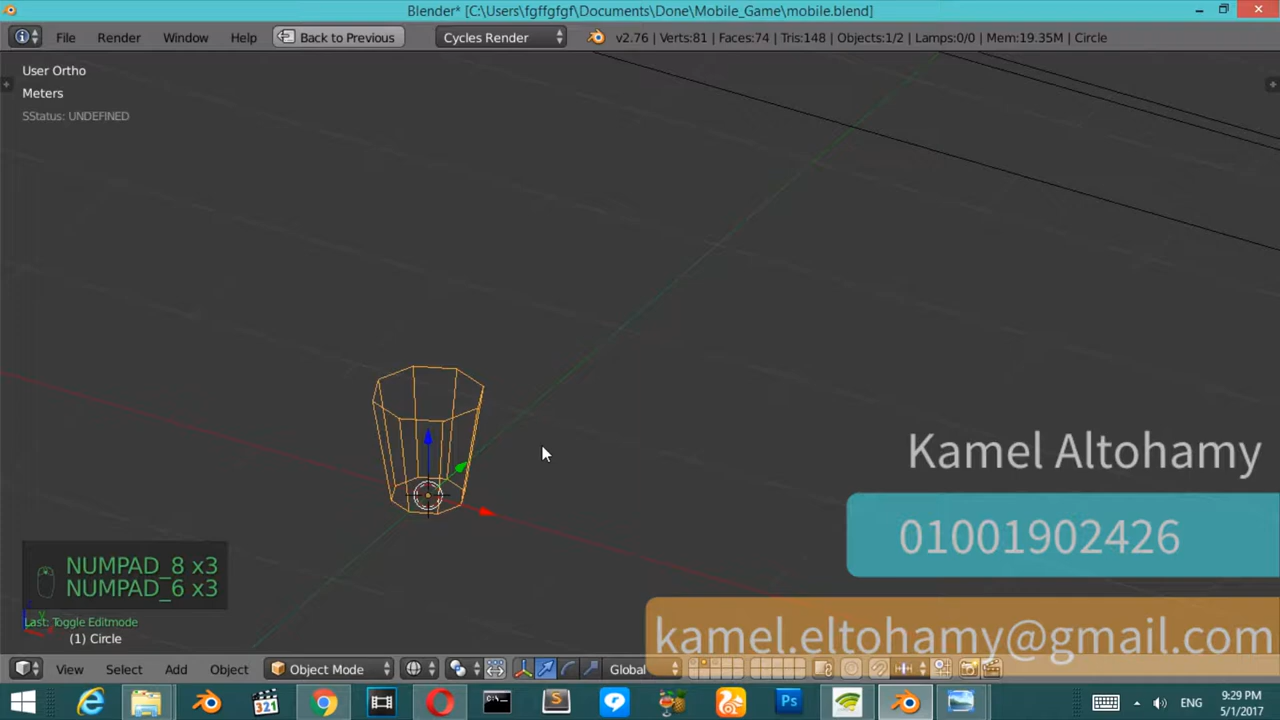 Blender* [C:\Users\fgffgfgf\Documents\Done\Mobile_Game\mobile.blend]
File Render Window Help Back to Previous Cycles Render v2.76 | Verts:81 | Faces:74 | Tris:148 | Objects:1/2 | Lamps:0/0 | Mem:19.35M | Circle
User Ortho
Meters
SStatus: UNDEFINED
Kamel Altohamy
01001902426
NUMPAD_8 x3
NUMPAD_6 x3
Last: Toggle Editmode
(1) Circle
kamel.eltohamy@gmail.com
View Select Add Object Object Mode Global
321
Ps
ENG
9:29 PM
5/1/2017